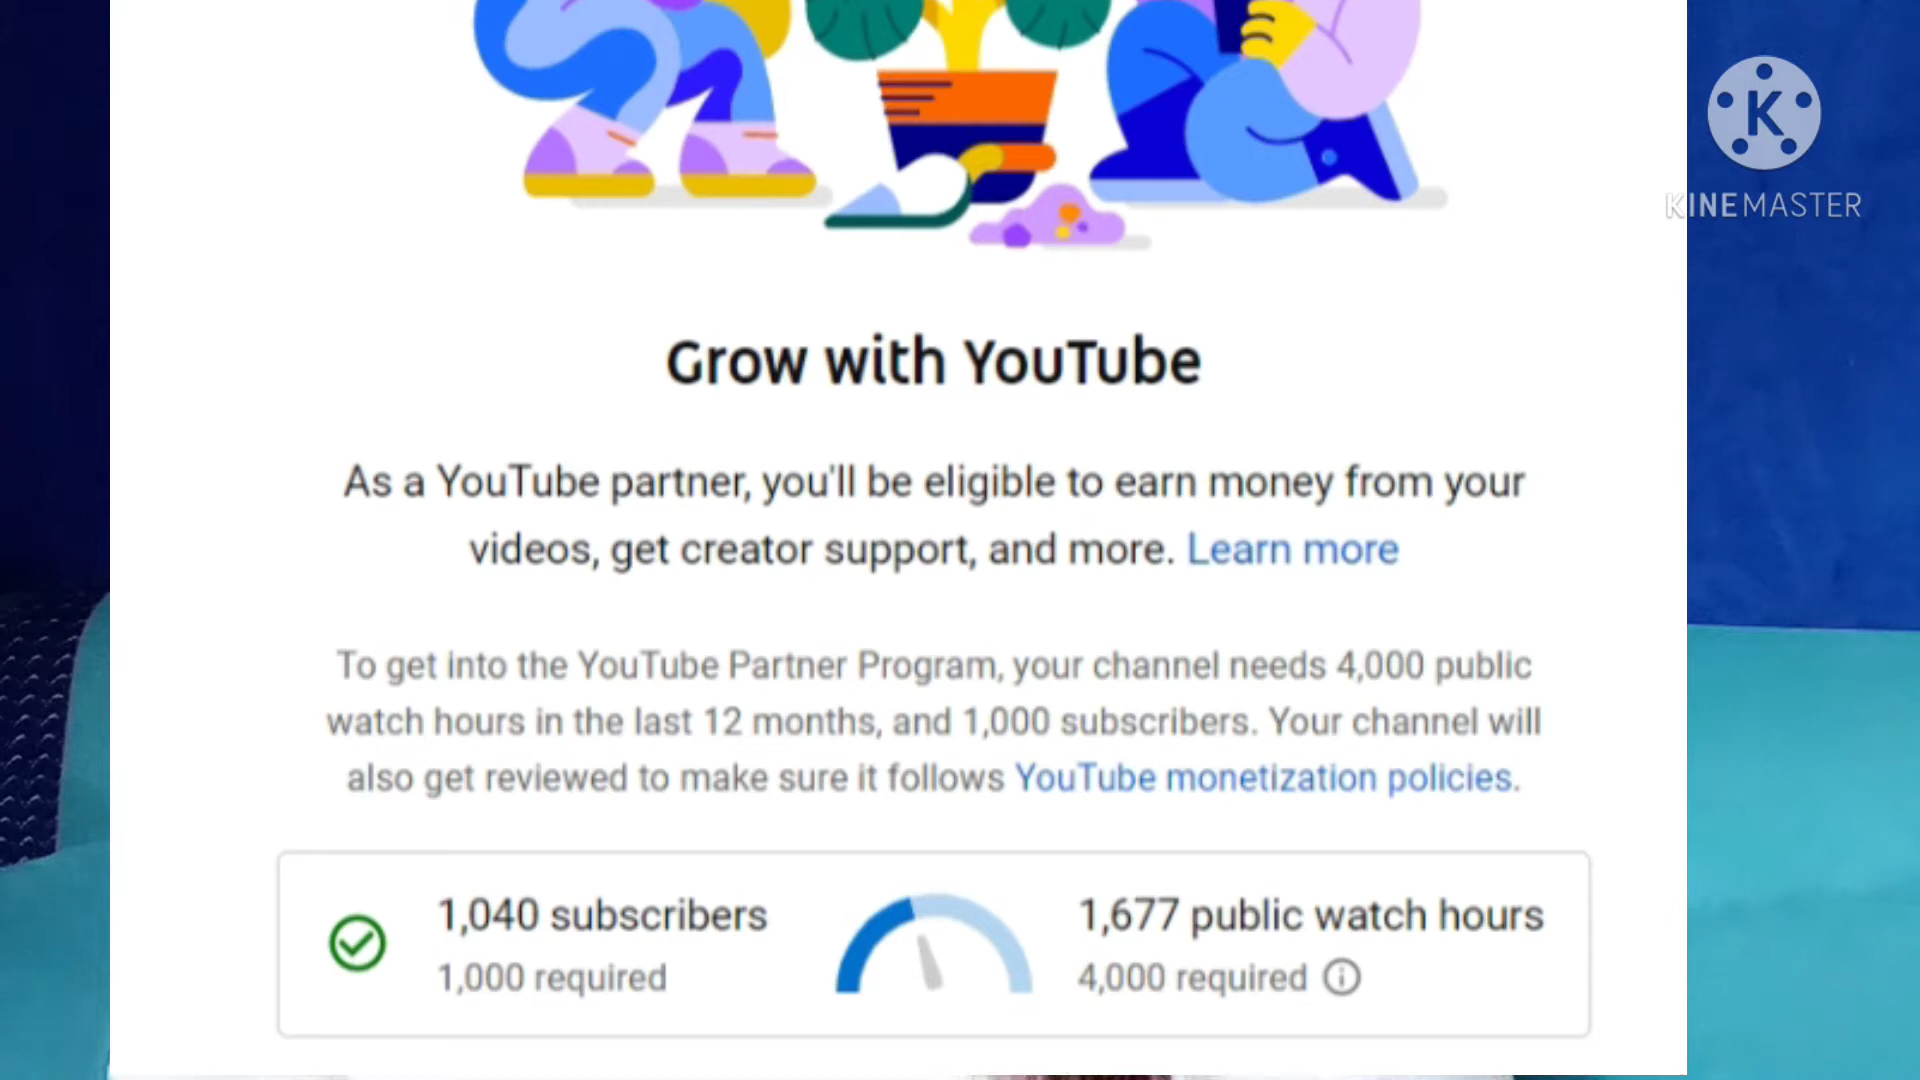 K
KINEMASTER
Grow with YouTube
As a YouTube partner, you'll be eligible to earn money from your
videos, get creator support, and more. Learn more
To get into the YouTube Partner Program, your channel needs 4,000 public
watch hours in the last 12 months, and 1,000 subscribers. Your channel will
also get reviewed to make sure it follows YouTube monetization policies.
1,040 subscribers
1,000 required
1,677 public watch hours
4,000 required